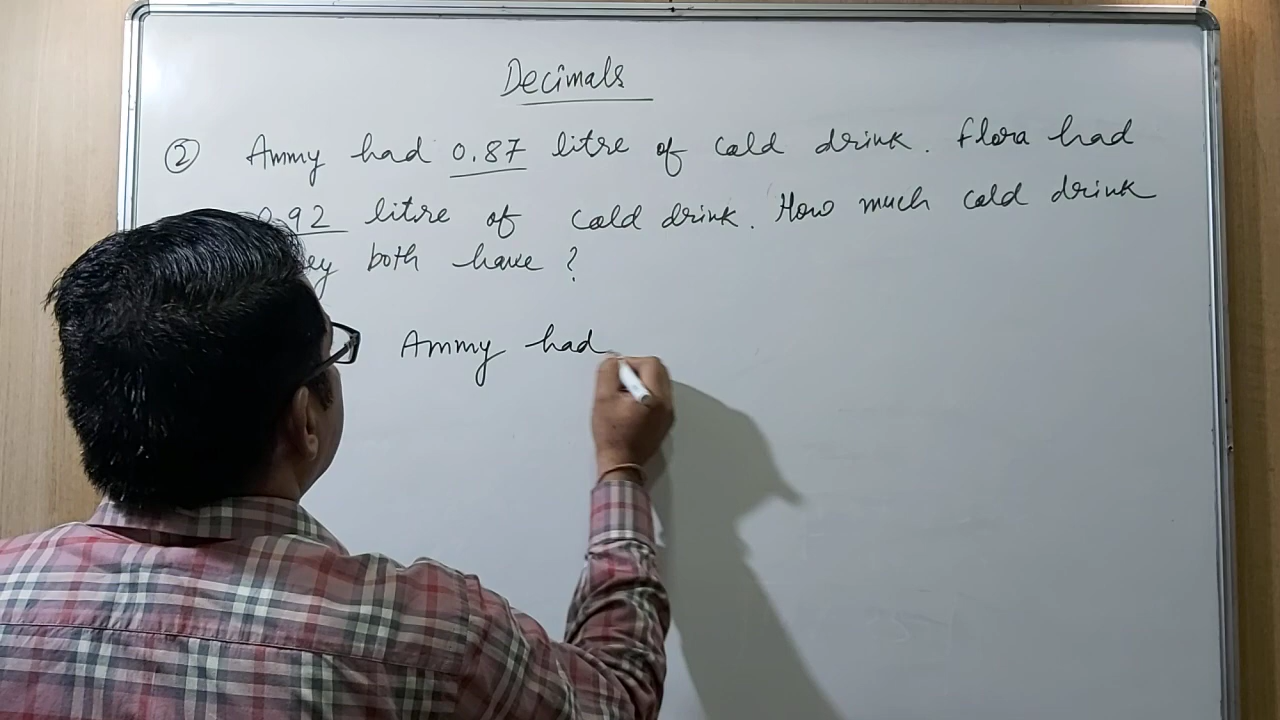 Decimals
② Ammy had 0.87 litre of cold drink. Flora had
0.92 litre of cold drink. How much cold drink
both have ?
Ammy had